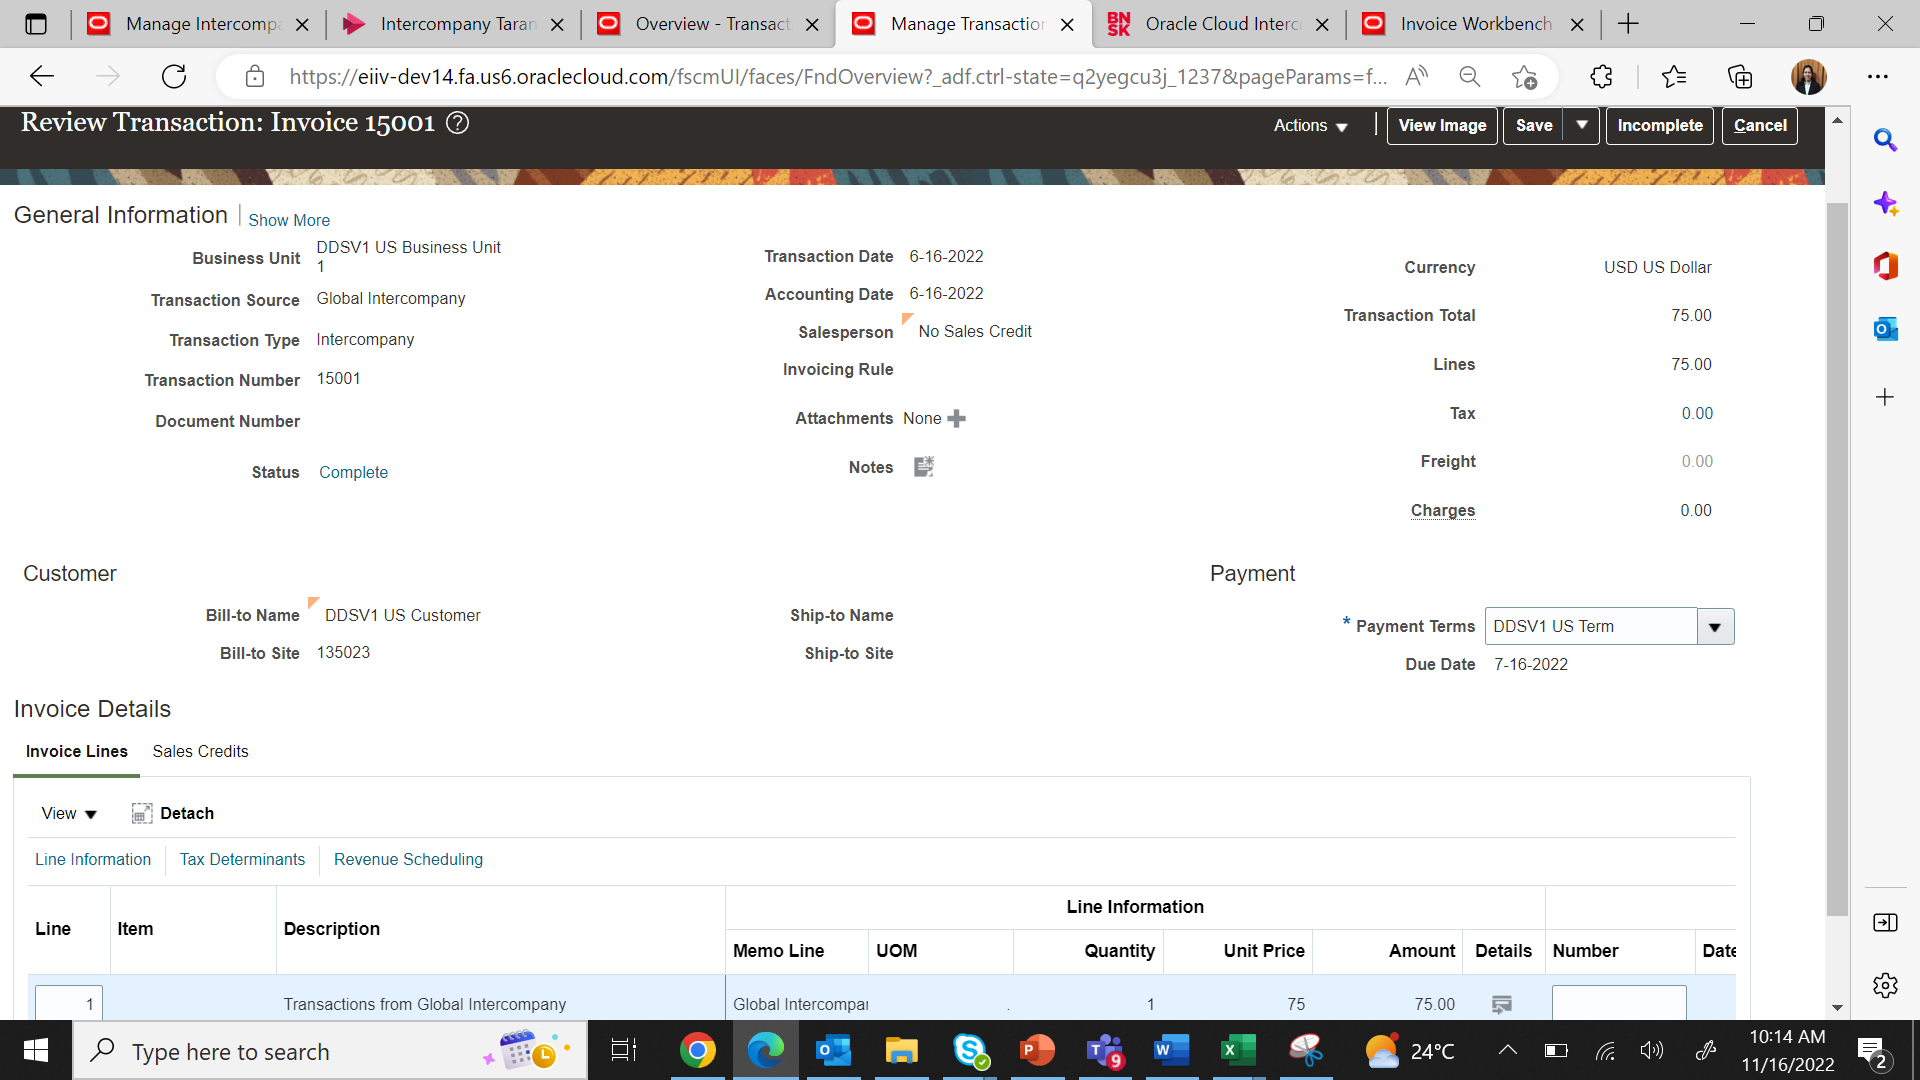 Manage Intercompa
Intercompany Taran
Overview - Transact
Manage Transaction
BN SK
Oracle Cloud Interco
Invoice Workbench
https://eiiv-dev14.fa.us6.oraclecloud.com/fscmUI/faces/FndOverview?_adf.ctrl-state=q2yegcu3j_1237&pageParams=f...
Review Transaction: Invoice 15001
Actions
View Image
Save
Incomplete
Cancel
General Information
Show More
Business Unit DDSV1 US Business Unit
1
Transaction Source Global Intercompany
Transaction Type Intercompany
Transaction Number 15001
Document Number
Status Complete
Transaction Date 6-16-2022
Accounting Date 6-16-2022
Salesperson No Sales Credit
Invoicing Rule
Attachments None
Notes
Currency USD US Dollar
Transaction Total 75.00
Lines 75.00
Tax 0.00
Freight 0.00
Charges 0.00
Customer
Bill-to Name DDSV1 US Customer
Bill-to Site 135023
Ship-to Name
Ship-to Site
Payment
* Payment Terms DDSV1 US Term
Due Date 7-16-2022
Invoice Details
Invoice Lines Sales Credits
View Detach
Line Information Tax Determinants Revenue Scheduling
Line Information
Line Item Description
Memo Line UOM Quantity Unit Price Amount Details Number Date
1 Transactions from Global Intercompany Global Intercompar . 1 75 75.00
Type here to search
9
24°C
10:14 AM
11/16/2022
2